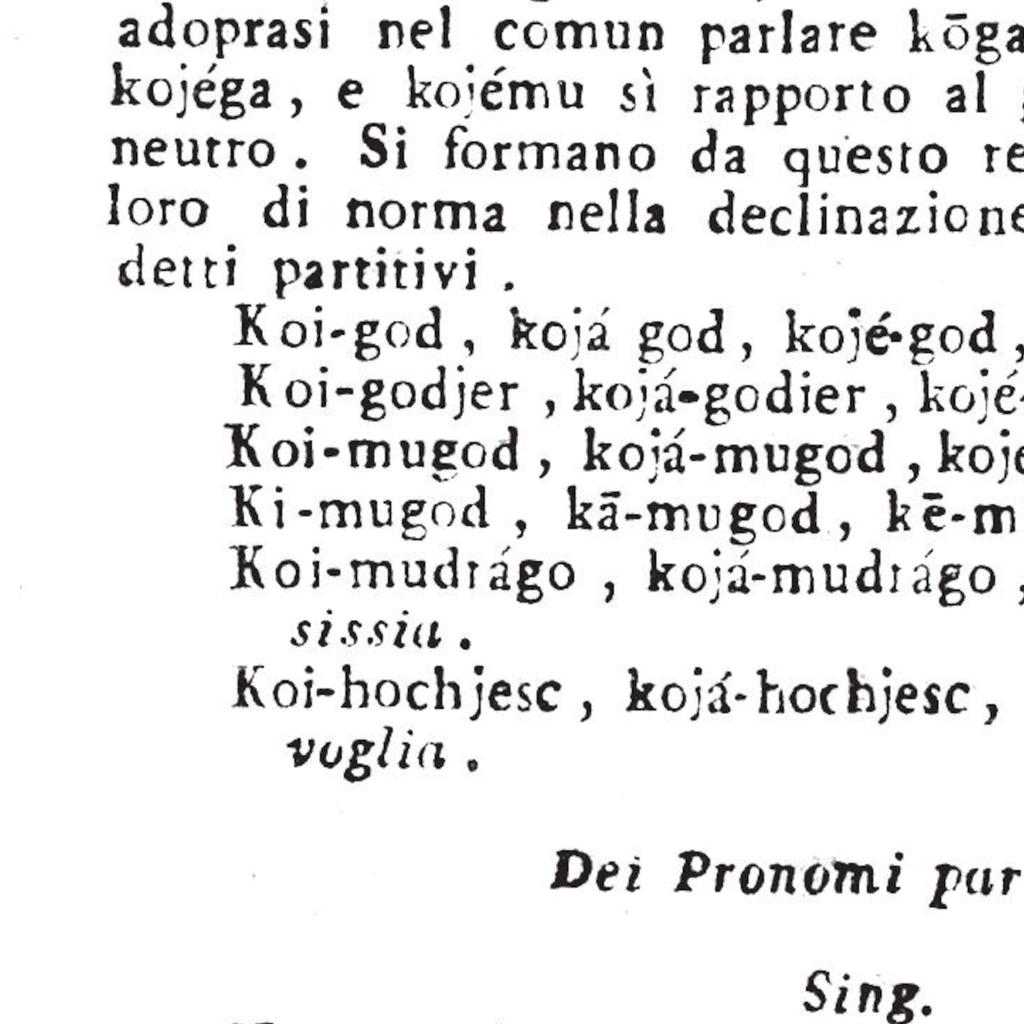 adoprasi nel comun parlare kōga
kojéga, e kojému sì rapporto al
neutro. Si formano da questo re
loro di norma nella declinazione
detti partitivi.
Koi-god, kojá god, kojé-god,
Koi-godjer, kojá-godier, kojé-
Koi-mugod, kojá-mugod, koje
Ki-mugod, kā-mugod, kē-m
Koi-mudrágo, kojá-mudrágo,
sissia.
Koi-hochjesc, kojá-hochjesc,
voglia.
Dei Pronomi par
Sing.